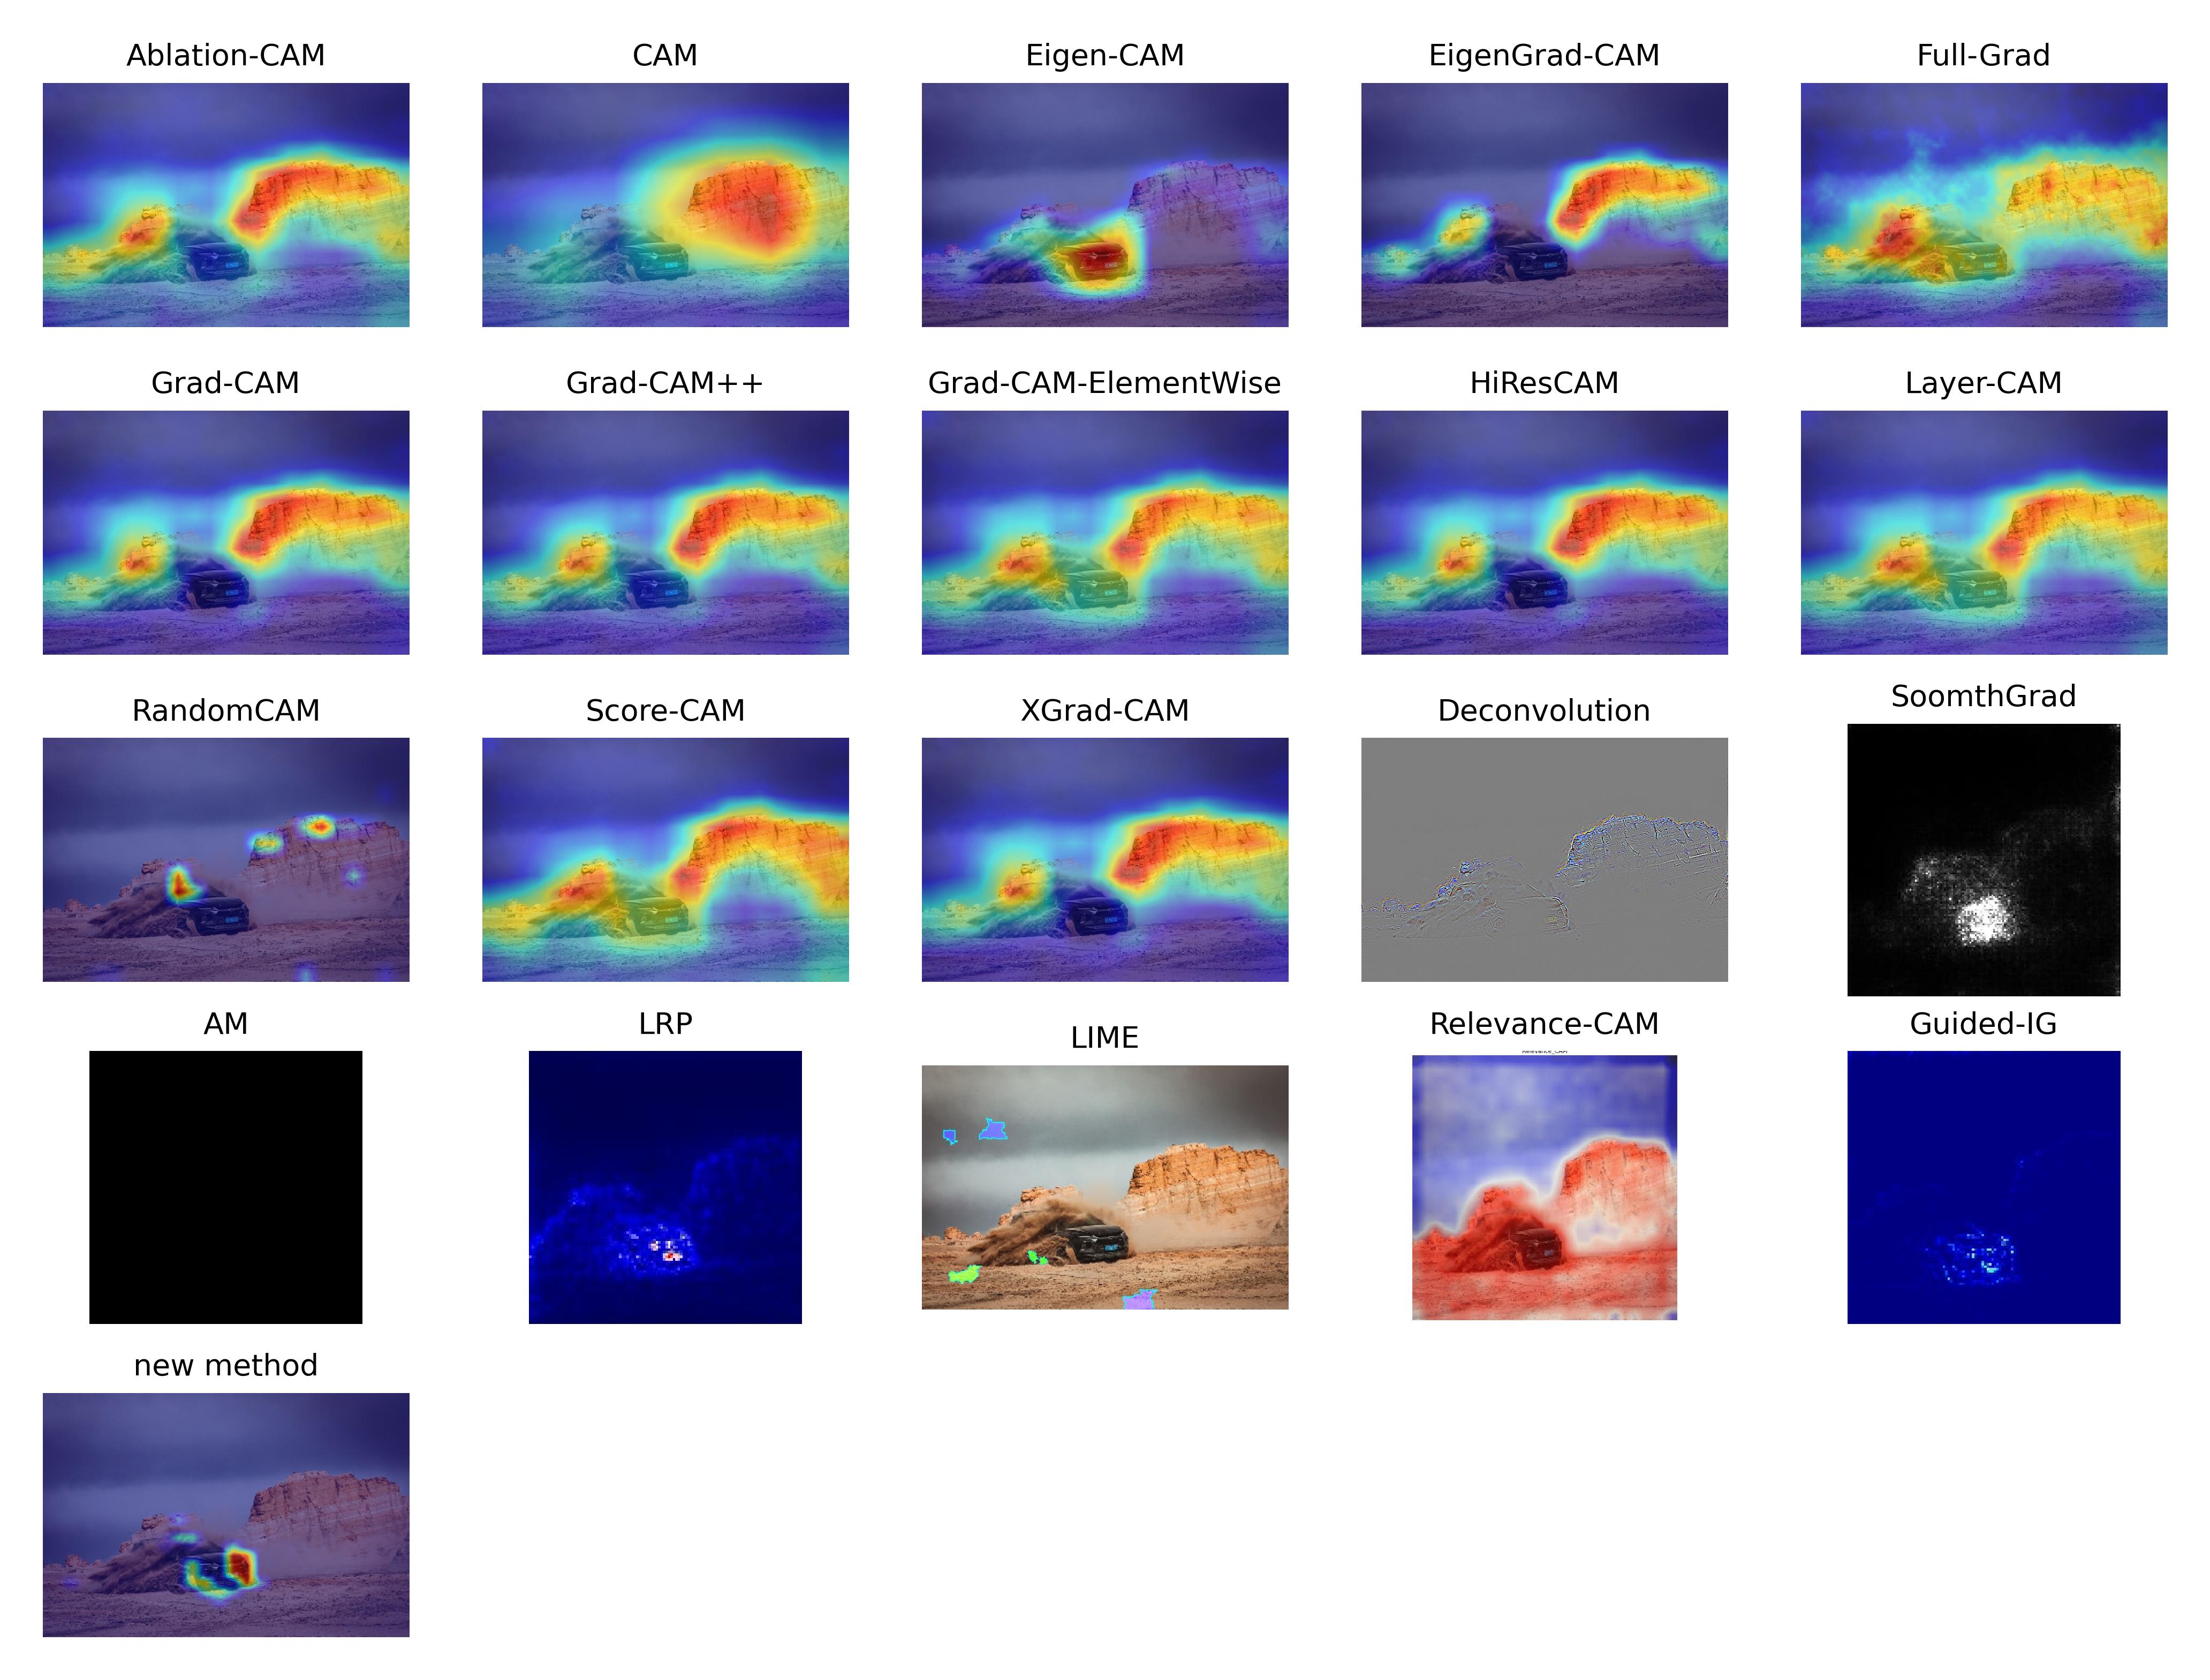 Ablation-CAM
CAM
Eigen-CAM
EigenGrad-CAM
Full-Grad
Grad-CAM
Grad-CAM++
Grad-CAM-ElementWise
HiResCAM
Layer-CAM
RandomCAM
Score-CAM
XGrad-CAM
Deconvolution
SoomthGrad
AM
LRP
LIME
Relevance-CAM
Guided-IG
new method